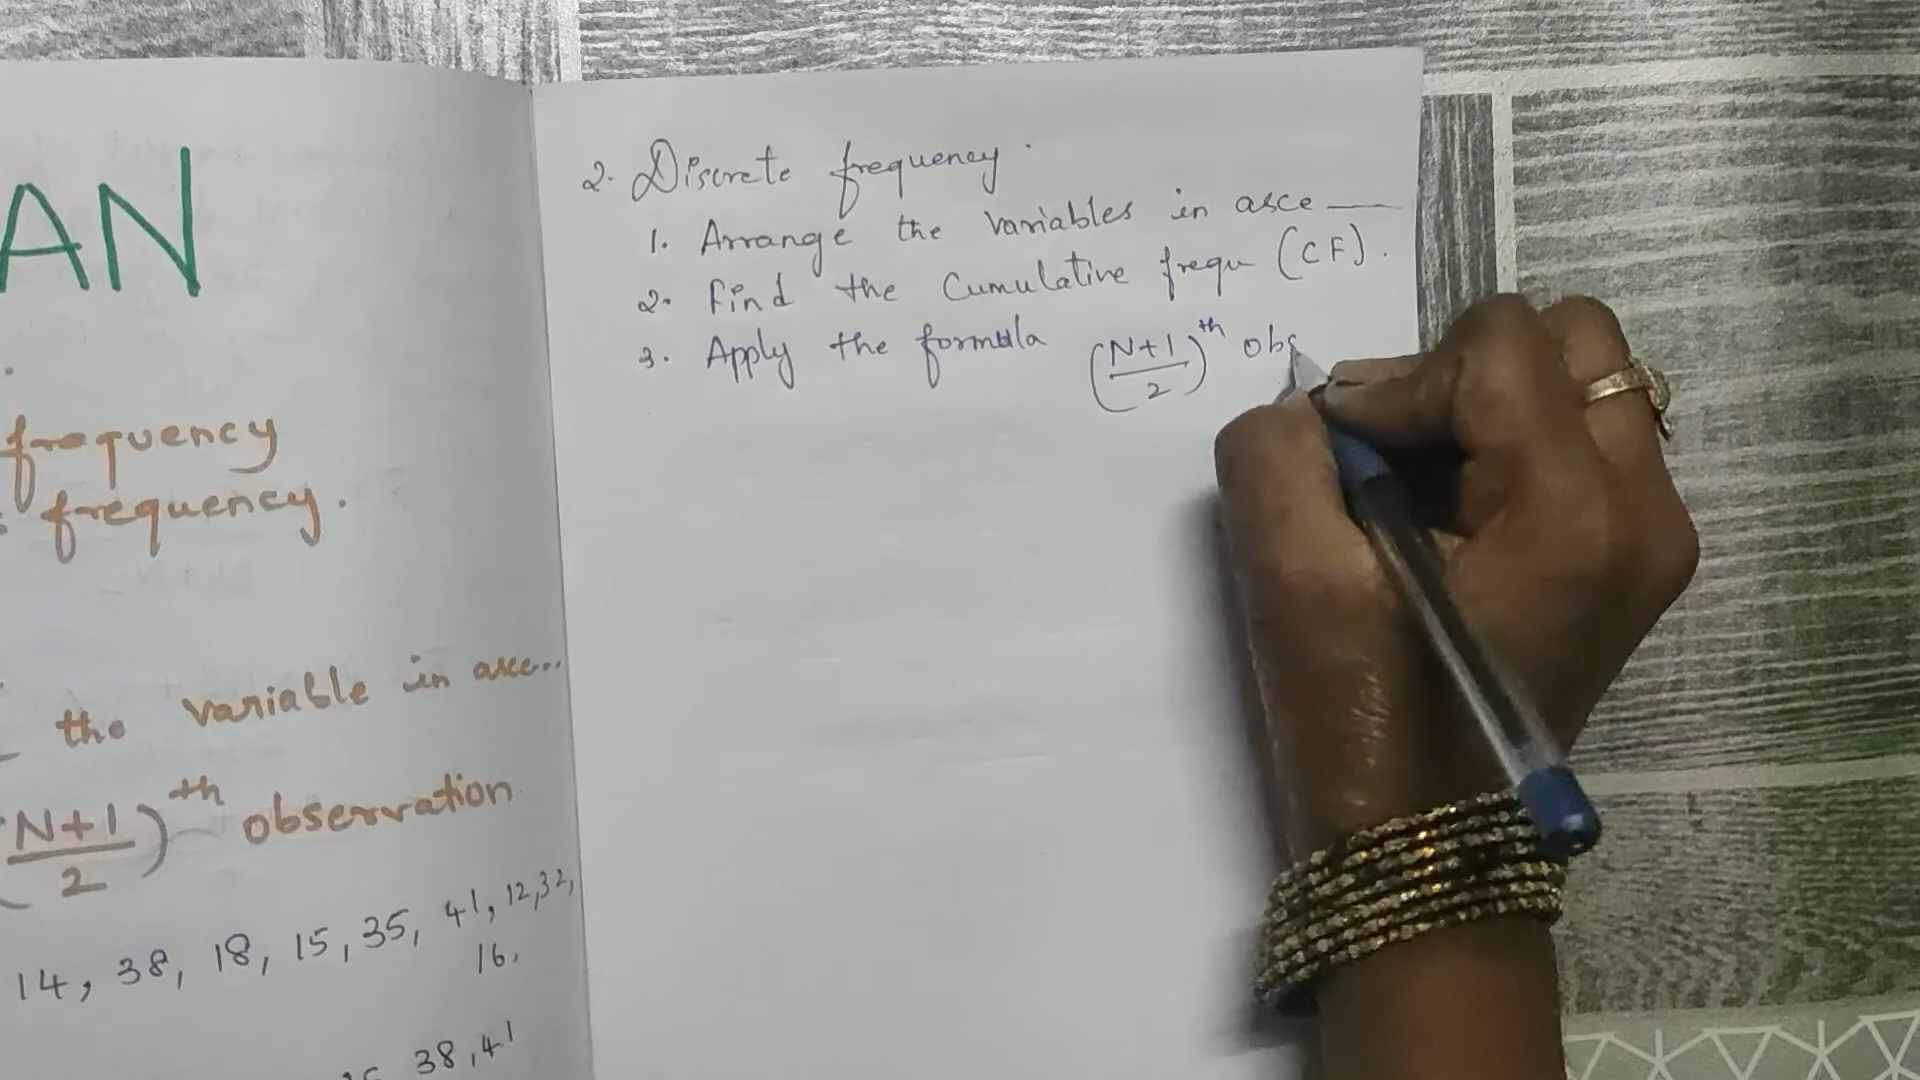 AN
frequency
frequency.
the variable in asce...
(N+1/2)th observation
14, 38, 18, 15, 35, 41, 12, 32,
16.
38, 41
2. Discrete frequency.
1. Arrange the variables in asce —
2. Find the Cumulative frequ (CF).
3. Apply the formula (N+1/2)th obs